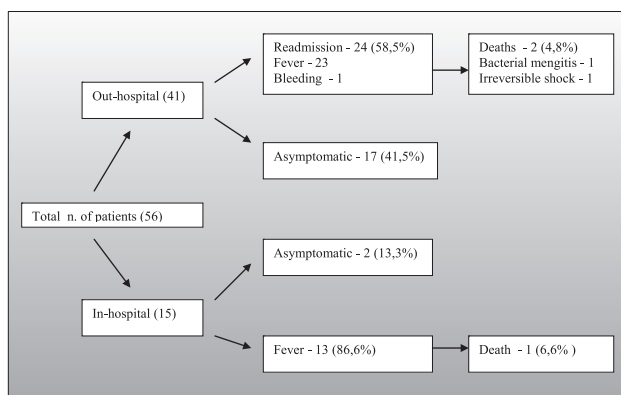 Readmission - 24 (58,5%)
Fever - 23
Bleeding - 1
Deaths - 2 (4,8%)
Bacterial mengitis - 1
Irreversible shock - 1
Out-hospital (41)
Asymptomatic - 17 (41,5%)
Total n. of patients (56)
Asymptomatic - 2 (13,3%)
In-hospital (15)
Fever - 13 (86,6%)
Death - 1 (6,6% )